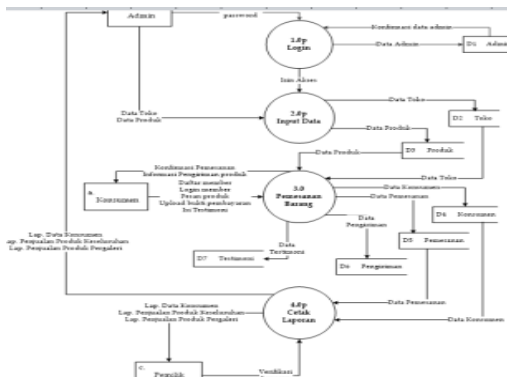 Admin
password
1.0p
Login
Konfirmasi data admin
Data Admin
D1 Admin
Izin Akses
Data Toko
Data Produk
2.0p
Input Data
Data Toko
D2 Toko
Data Produk
D3 Produk
Data Produk
Data Toko
Konfirmasi Pemesanan
Informasi Pengiriman produk
a.
Konsumen
Daftar member
Login member
Pesan produk
Upload bukti pembayaran
Isi Testimoni
3.0
Pemesanan
Barang
Data Konsumen
Data Pemesanan
D4 Konsumen
Data
Pengiriman
D5 Pemesanan
Data
Testimoni
D7 Testimoni
D6 Pengiriman
Lap. Data Konsumen
ap. Penjualan Produk Keseluruhan
Lap. Penjualan Produk Pergaleri
Lap. Data Konsumen
Lap. Penjualan Produk Keseluruhan
Lap. Penjualan Produk Pergaleri
4.0p
Cetak
Laporan
Data Pemesanan
Data Konsumen
c.
Pemilik
Verifikasi